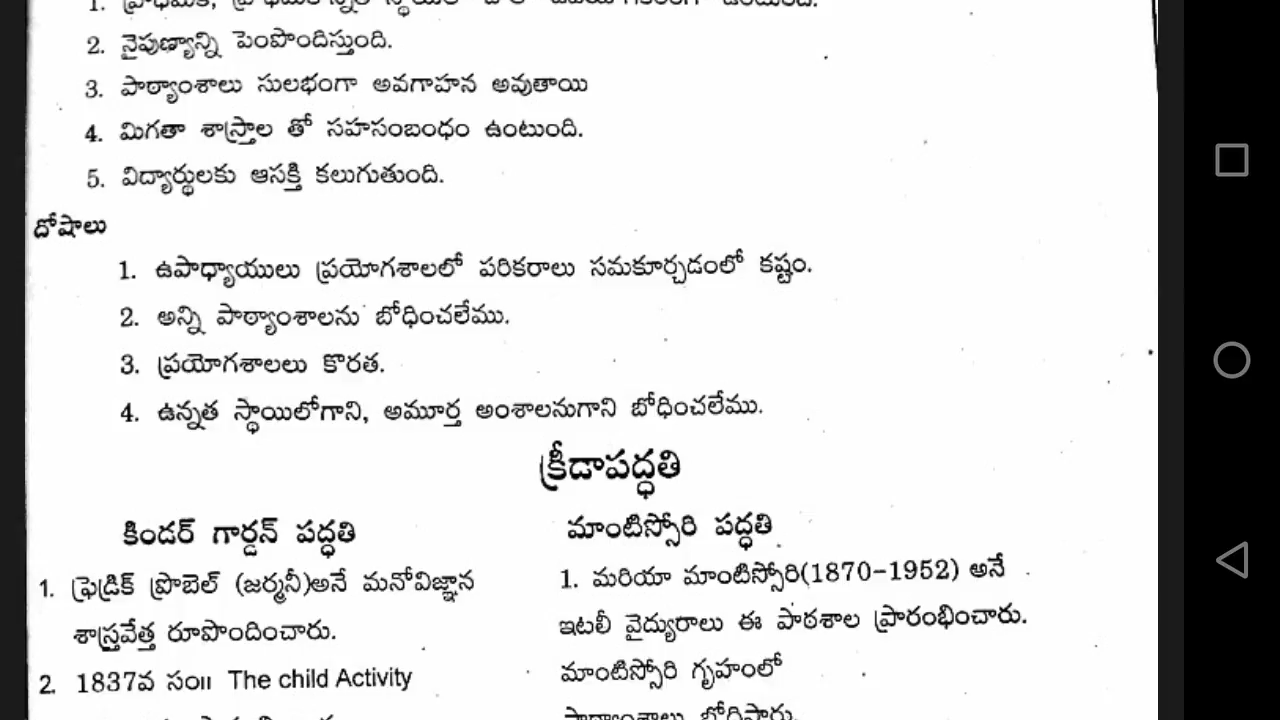 2. నైపుణ్యాన్ని పెంపొందిస్తుంది.
3. పాఠ్యాంశాలు సులభంగా అవగాహన అవుతాయి
4. మిగతా శాస్త్రాల తో సహసంబంధం ఉంటుంది.
5. విద్యార్థులకు ఆసక్తి కలుగుతుంది.
దోషాలు
1. ఉపాధ్యాయులు ప్రయోగశాలలో పరికరాలు సమకూర్చడంలో కష్టం.
2. అన్ని పాఠ్యాంశాలను బోధించలేము.
3. ప్రయోగశాలలు కొరత.
4. ఉన్నత స్థాయిలోగాని, అమూర్త అంశాలనుగాని బోధించలేము.
క్రీడాపద్ధతి
కిండర్ గార్డన్ పద్ధతి
1. ఫ్రెడ్రిక్ ప్రొబెల్ (జర్మనీ)అనే మనోవిజ్ఞాన
శాస్త్రవేత్త రూపొందించారు.
2. 1837వ సం॥ The child Activity
మాంటిస్సోరి పద్ధతి
1. మరియా మాంటిస్సోరి(1870-1952) అనే
ఇటలీ వైద్యురాలు ఈ పాఠశాల ప్రారంభించారు.
మాంటిస్సోరి గృహంలో
పాఠ్యాంశాలు బోధిస్తారు.